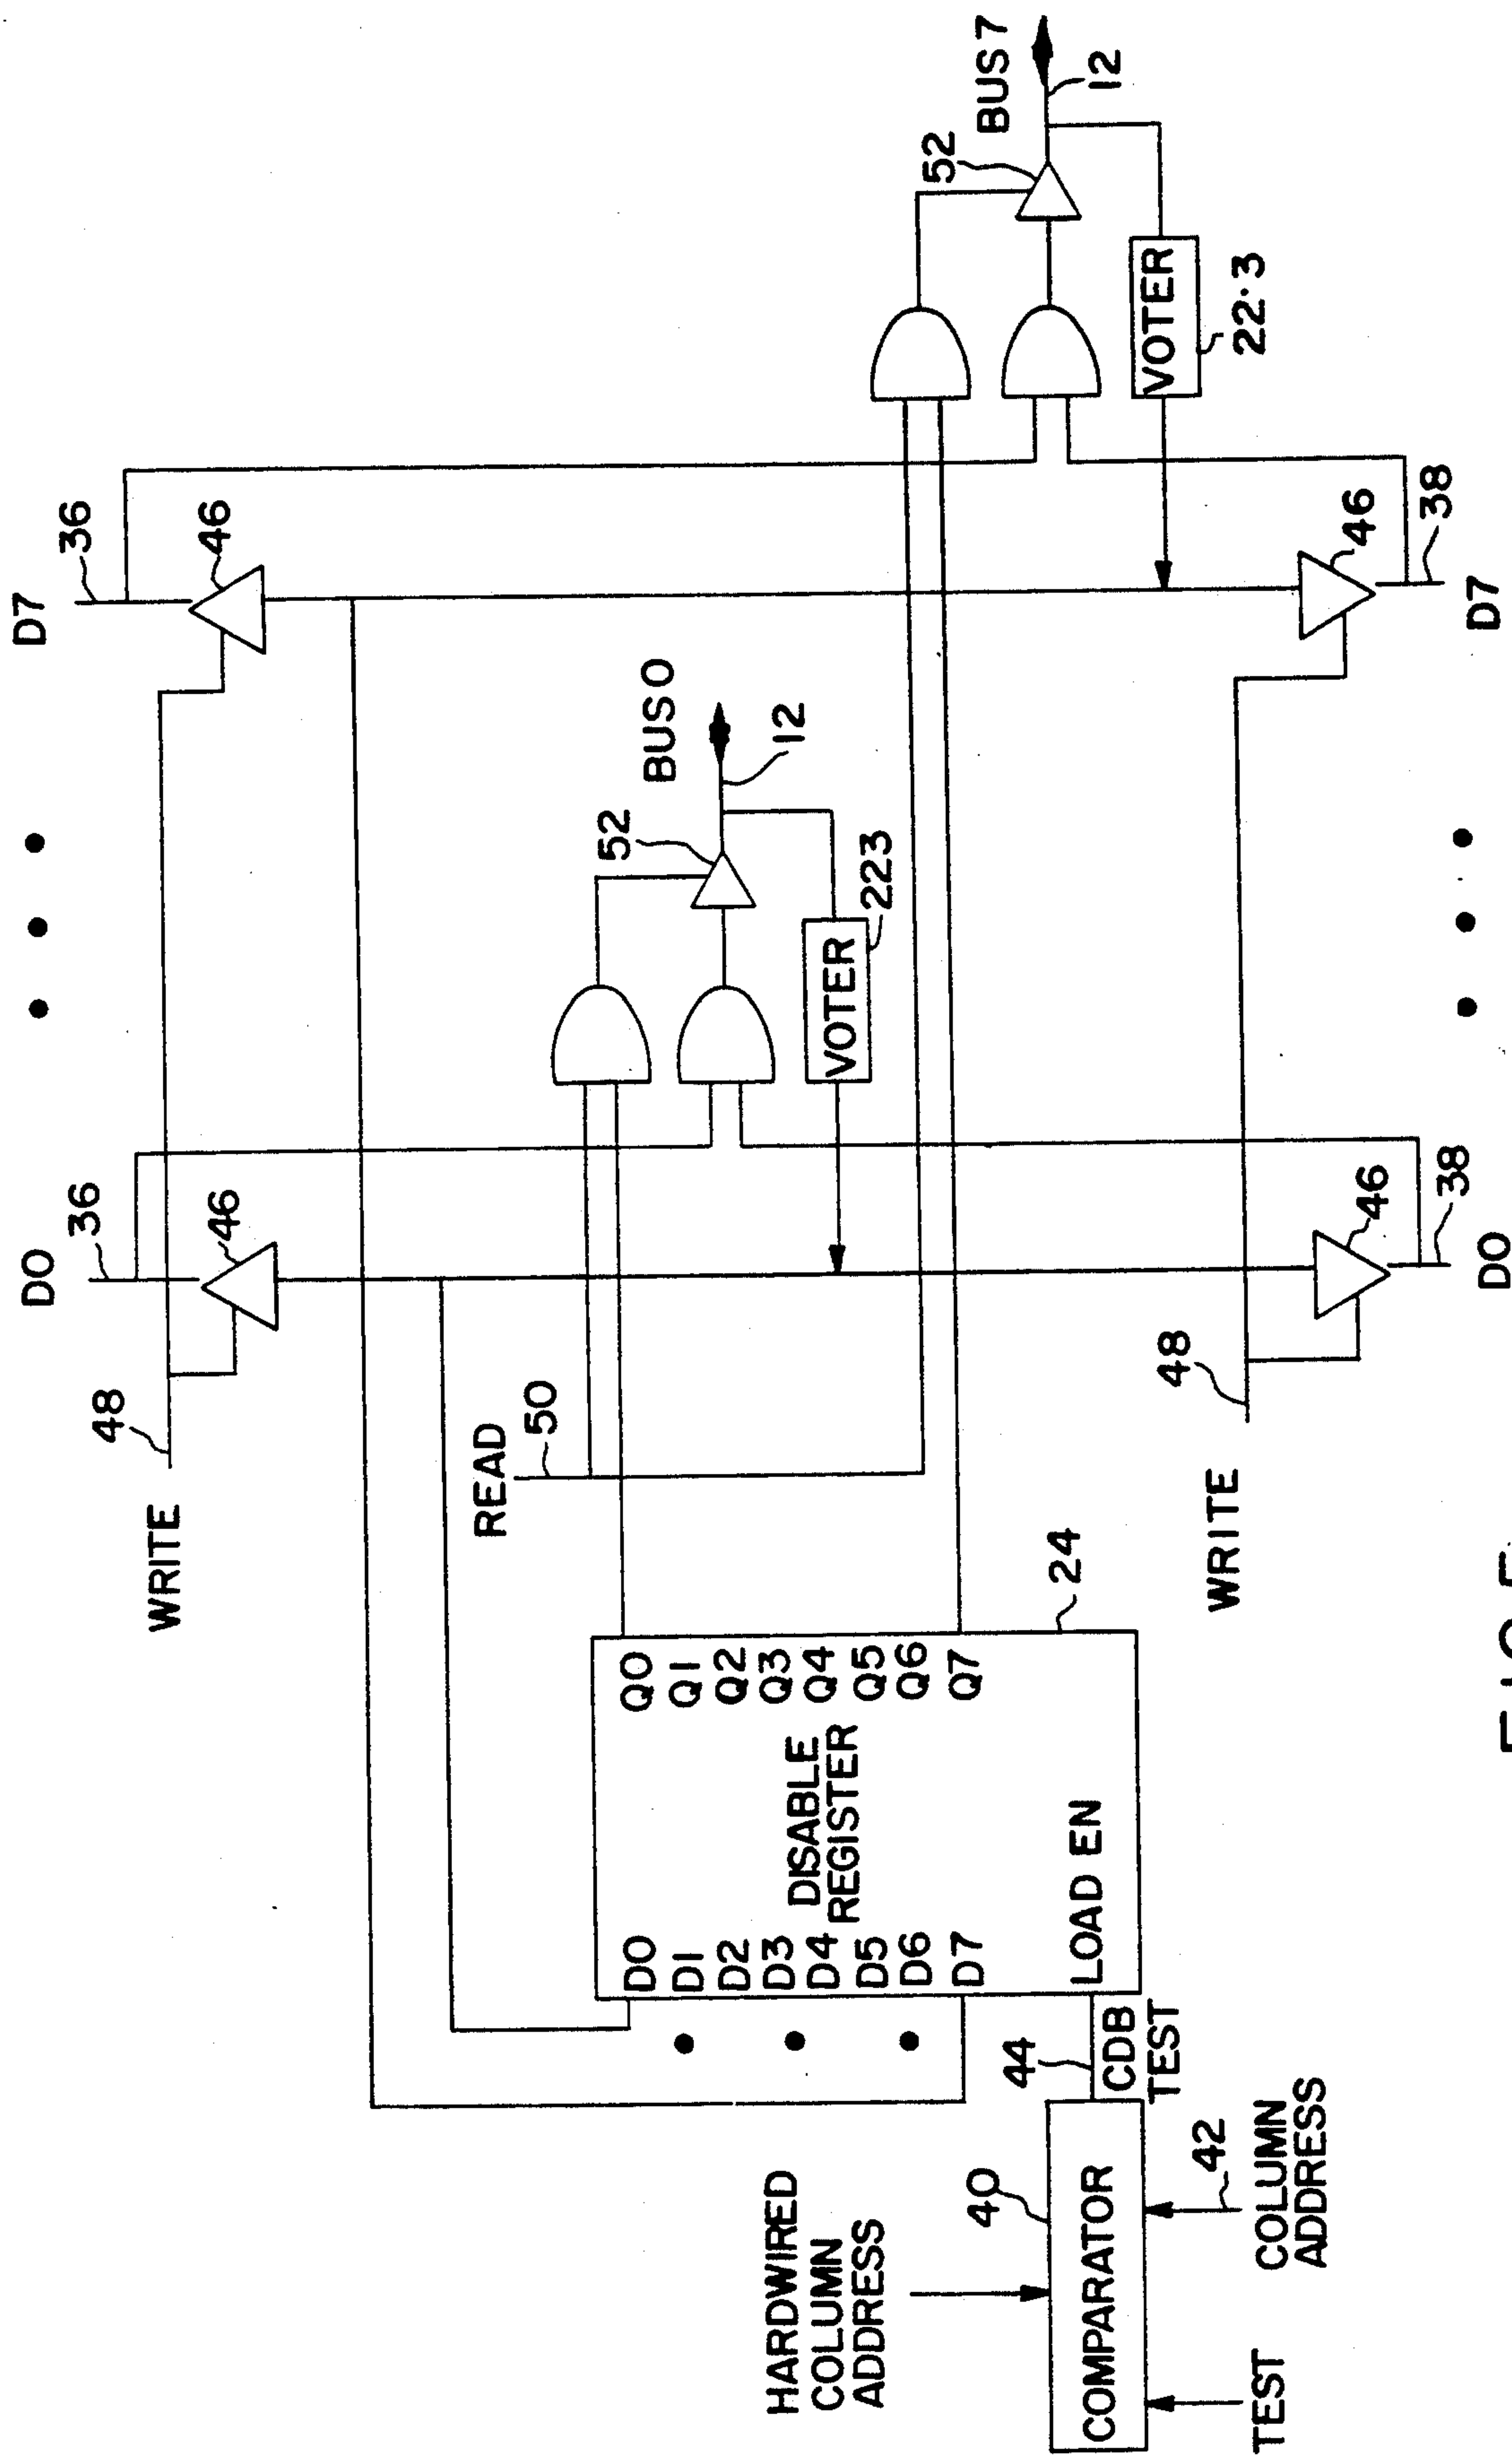 D0
36
46
48
WRITE
D7
36
46
READ
50
52
BUS 0
12
VOTER
223
52
BUS 7
12
VOTER
22·3
HARDWIRED
COLUMN
ADDRESS
40
COMPARATOR
TEST
42
COLUMN
ADDRESS
44
CDB
TEST
D0
D1
D2
D3
D4
D5
D6
D7
LOAD EN
DISABLE
REGISTER
Q0
Q1
Q2
Q3
Q4
Q5
Q6
Q7
24
WRITE
48
46
38
D0
46
38
D7